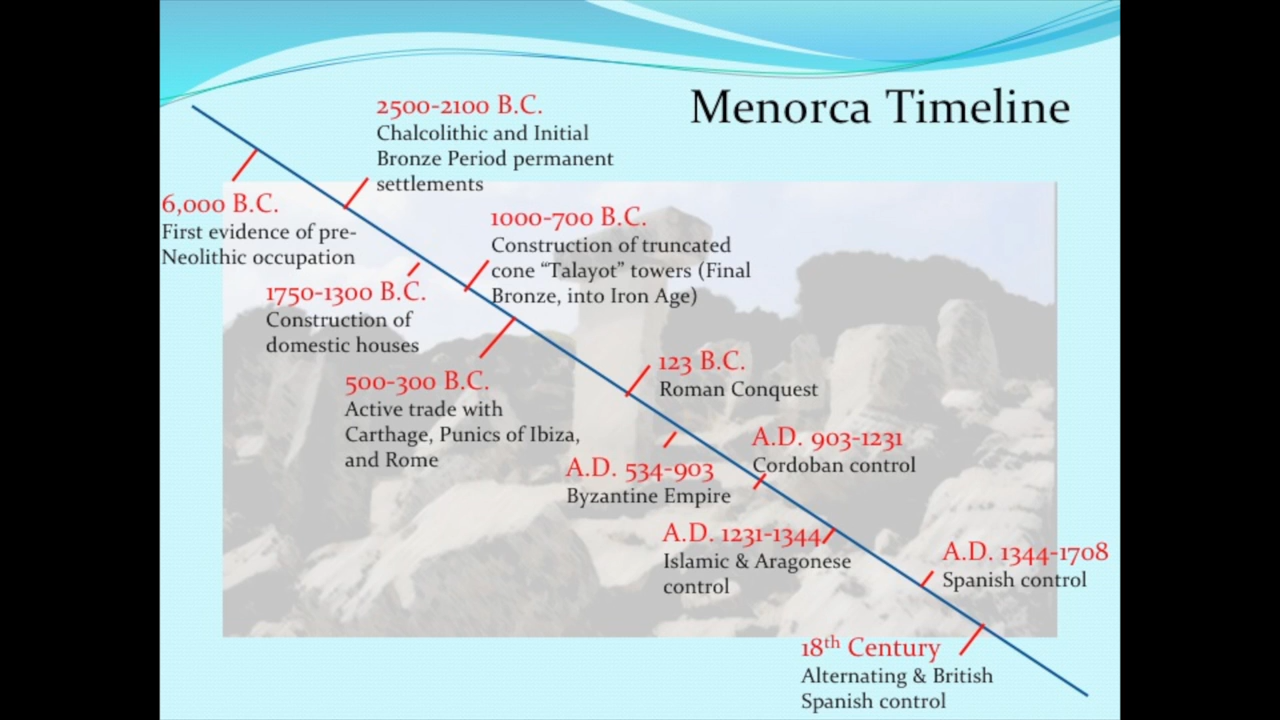 Menorca Timeline
2500-2100 B.C.
Chalcolithic and Initial
Bronze Period permanent
settlements
6,000 B.C.
First evidence of pre-
Neolithic occupation
1000-700 B.C.
Construction of truncated
cone “Talayot” towers (Final
Bronze, into Iron Age)
1750-1300 B.C.
Construction of
domestic houses
500-300 B.C.
Active trade with
Carthage, Punics of Ibiza,
and Rome
123 B.C.
Roman Conquest
A.D. 534-903
Byzantine Empire
A.D. 903-1231
Cordoban control
A.D. 1231-1344
Islamic & Aragonese
control
A.D. 1344-1708
Spanish control
18th Century
Alternating & British
Spanish control